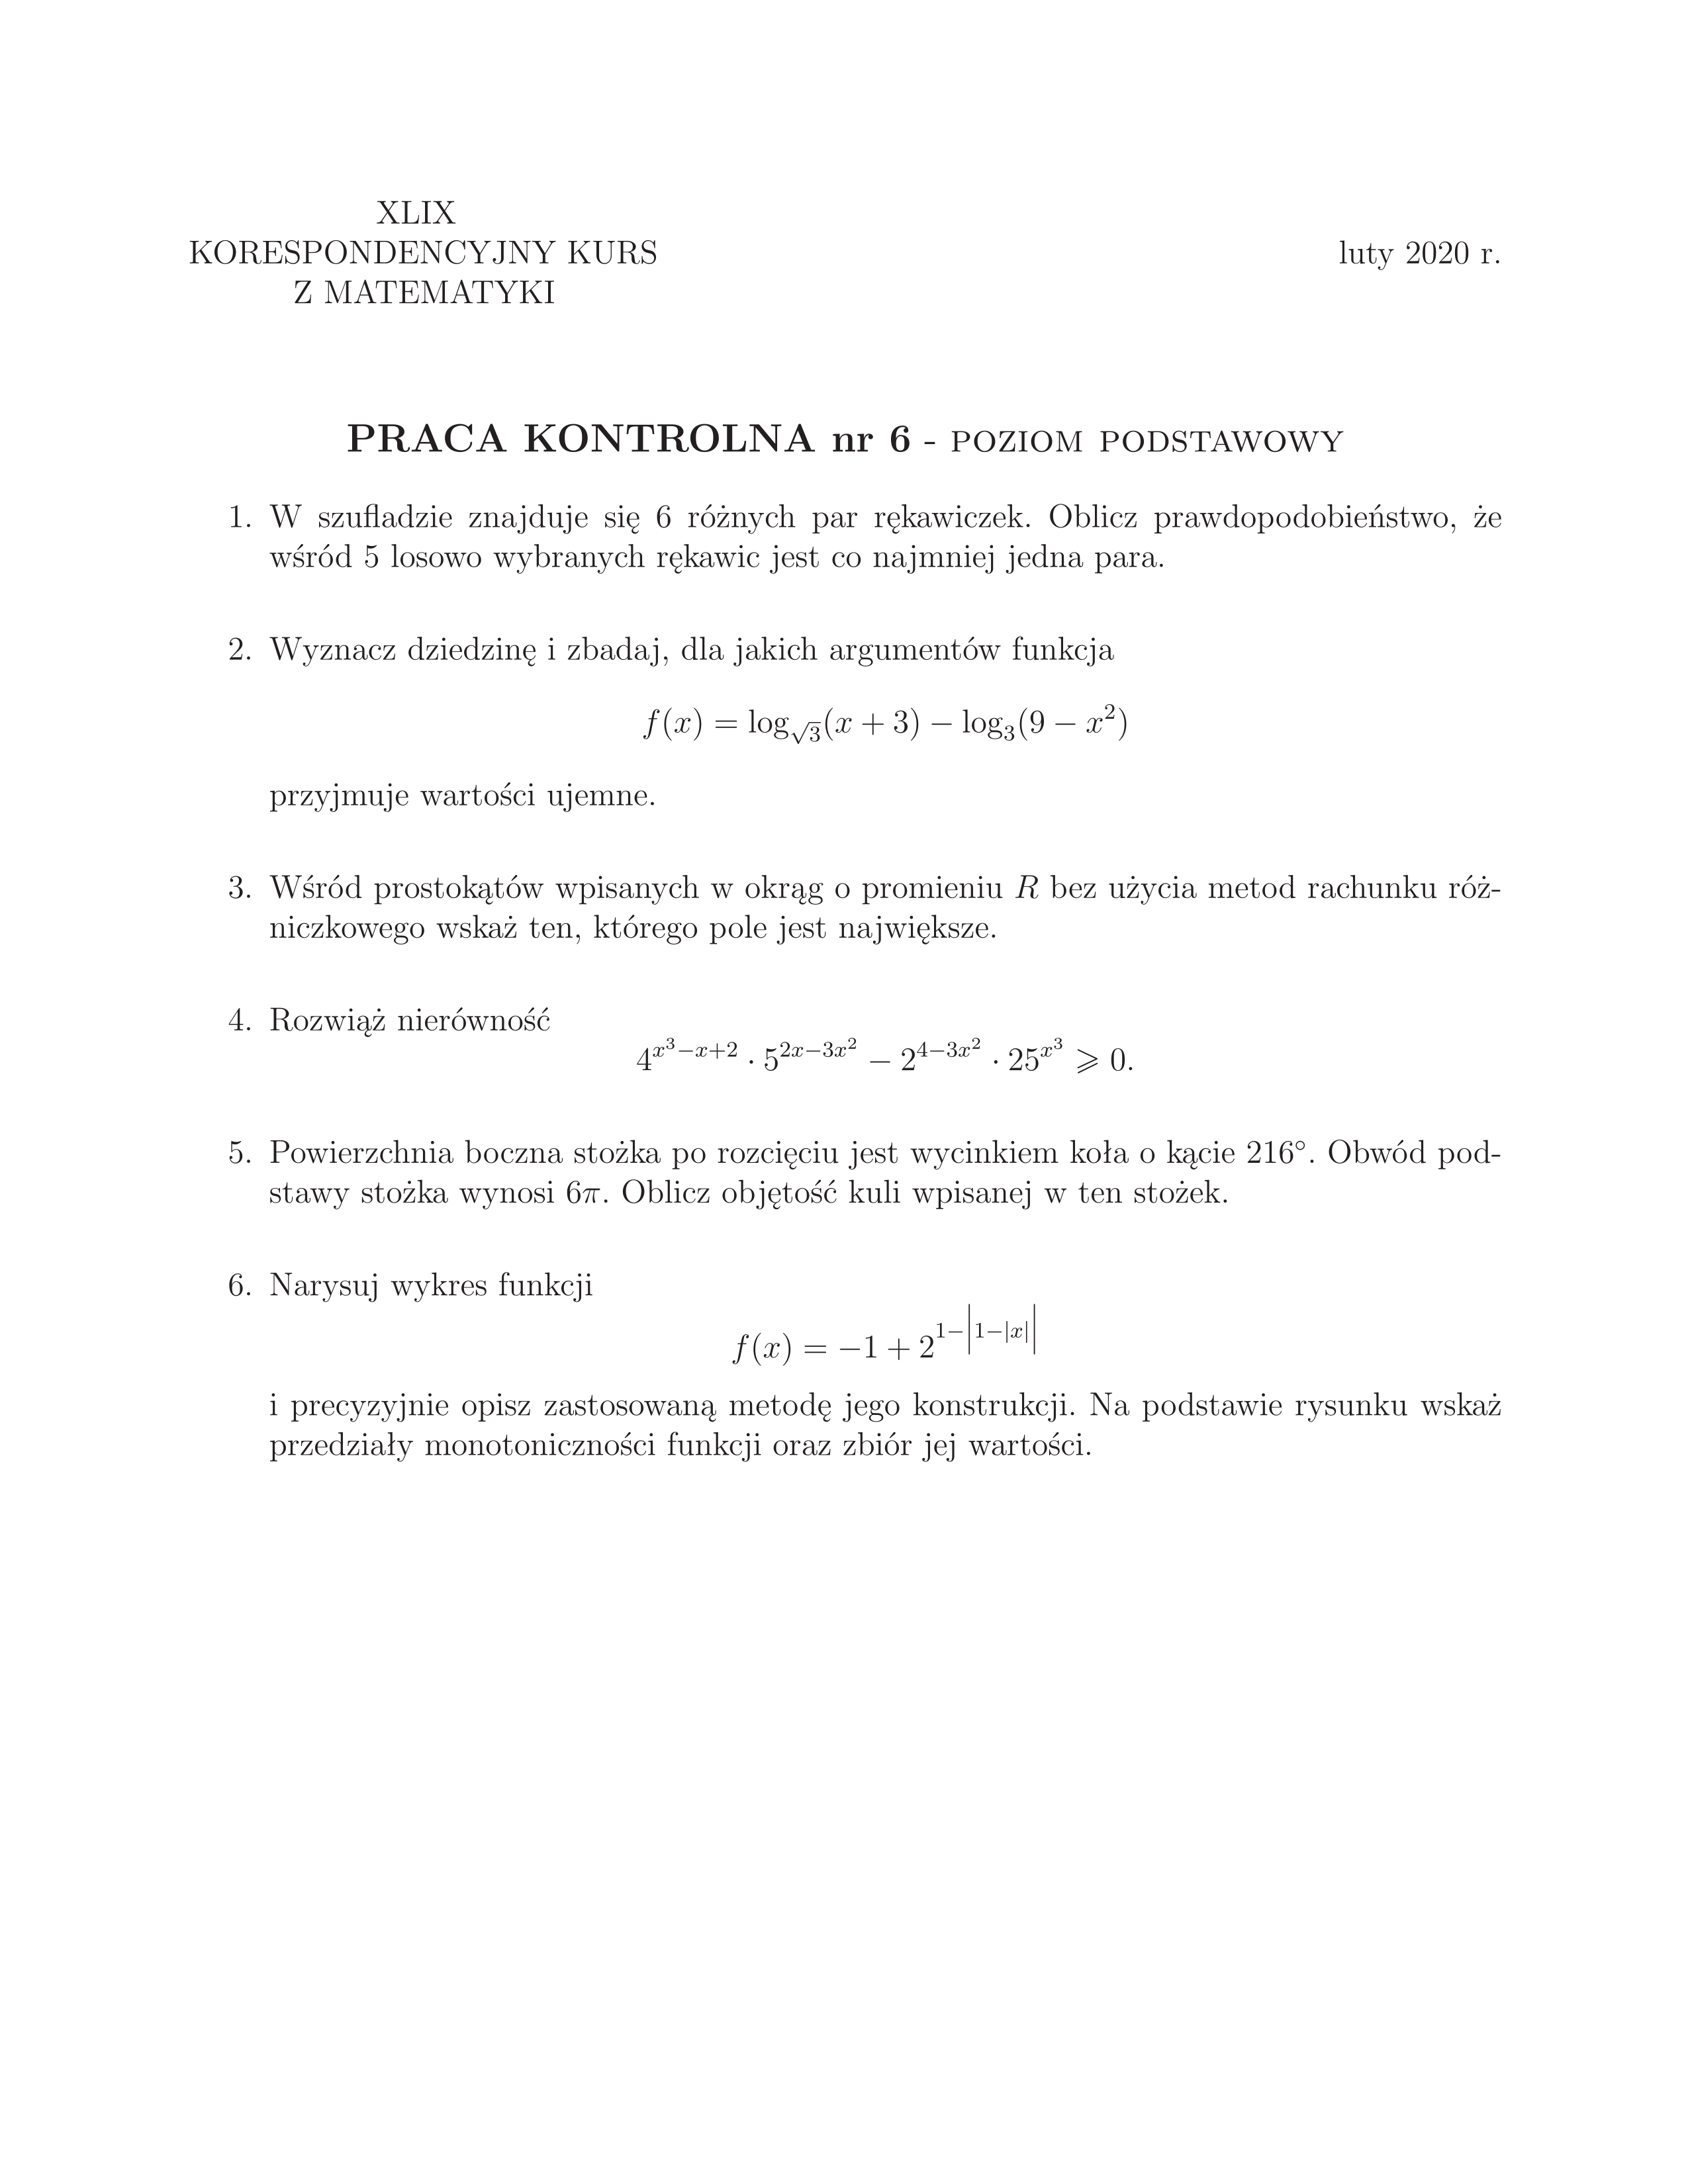 XLIX
KORESPONDENCYJNY KURS
Z MATEMATYKI
luty 2020 r.
PRACA KONTROLNA nr 6 - POZIOM PODSTAWOWY
1. W szufladzie znajduje się 6 różnych par rękawiczek. Oblicz prawdopodobieństwo, że
wśród 5 losowo wybranych rękawic jest co najmniej jedna para.
2. Wyznacz dziedzinę i zbadaj, dla jakich argumentów funkcja
$f(x) = \log_{\sqrt{3}}(x + 3) - \log_3(9 - x^2)$
przyjmuje wartości ujemne.
3. Wśród prostokątów wpisanych w okrąg o promieniu $R$ bez użycia metod rachunku róż-
niczkowego wskaż ten, którego pole jest największe.
4. Rozwiąż nierówność
$4^{x^3-x+2} \cdot 5^{2x-3x^2} - 2^{4-3x^2} \cdot 25^{x^3} \geqslant 0.$
5. Powierzchnia boczna stożka po rozcięciu jest wycinkiem koła o kącie 216°. Obwód pod-
stawy stożka wynosi 6π. Oblicz objętość kuli wpisanej w ten stożek.
6. Narysuj wykres funkcji
$f(x) = -1 + 2^{1-\left|1-|x|\right|}$
i precyzyjnie opisz zastosowaną metodę jego konstrukcji. Na podstawie rysunku wskaż
przedziały monotoniczności funkcji oraz zbiór jej wartości.